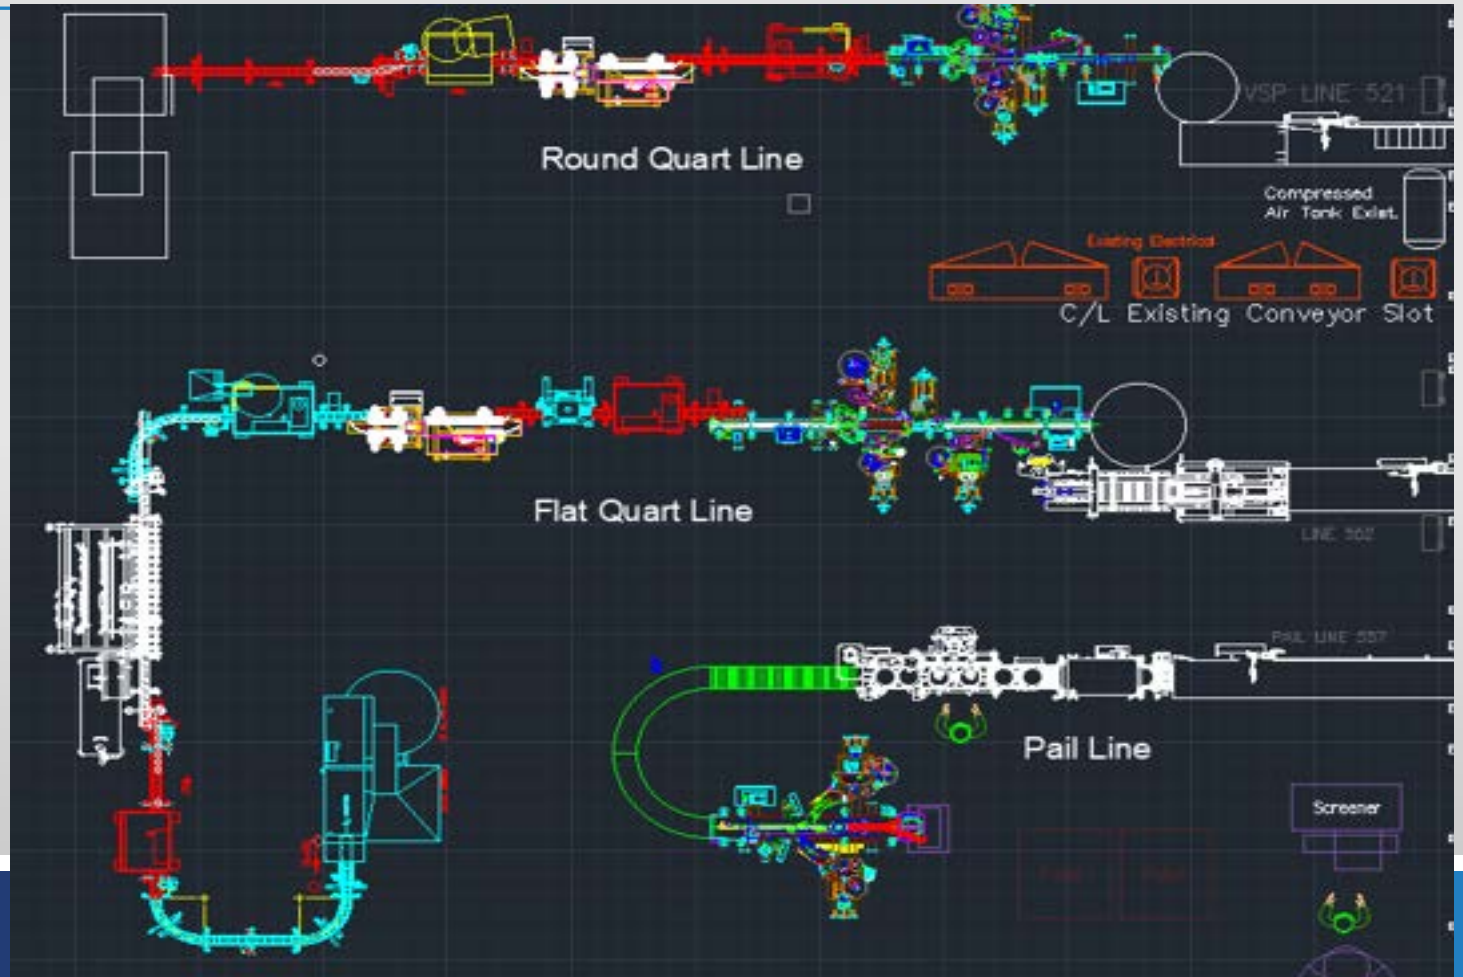 VSP LINE 521
Round Quart Line
Compressed
Air Tank Exist.
Existing Electrical
C/L Existing Conveyor Slot
Flat Quart Line
LINE 562
PAIL LINE 557
Pail Line
Screener